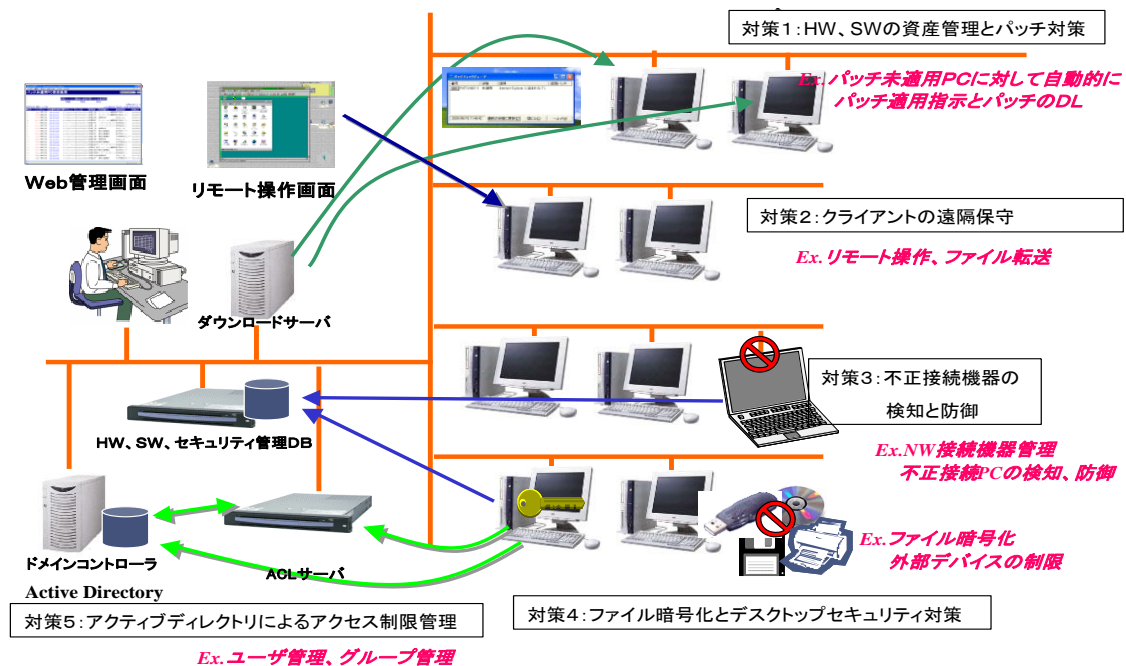 対策1:HW、SWの資産管理とパッチ対策
Ex.パッチ未適用PCに対して自動的に
パッチ適用指示とパッチのDL
Web管理画面
リモート操作画面
対策2:クライアントの遠隔保守
Ex.リモート操作、ファイル転送
ダウンロードサーバ
対策3:不正接続機器の
検知と防御
HW、SW、セキュリティ管理DB
Ex.NW接続機器管理
不正接続PCの検知、防御
Ex.ファイル暗号化
外部デバイスの制限
ドメインコントローラ
Active Directory
ACLサーバ
対策5:アクティブディレクトリによるアクセス制限管理
対策4:ファイル暗号化とデスクトップセキュリティ対策
Ex.ユーザ管理、グループ管理